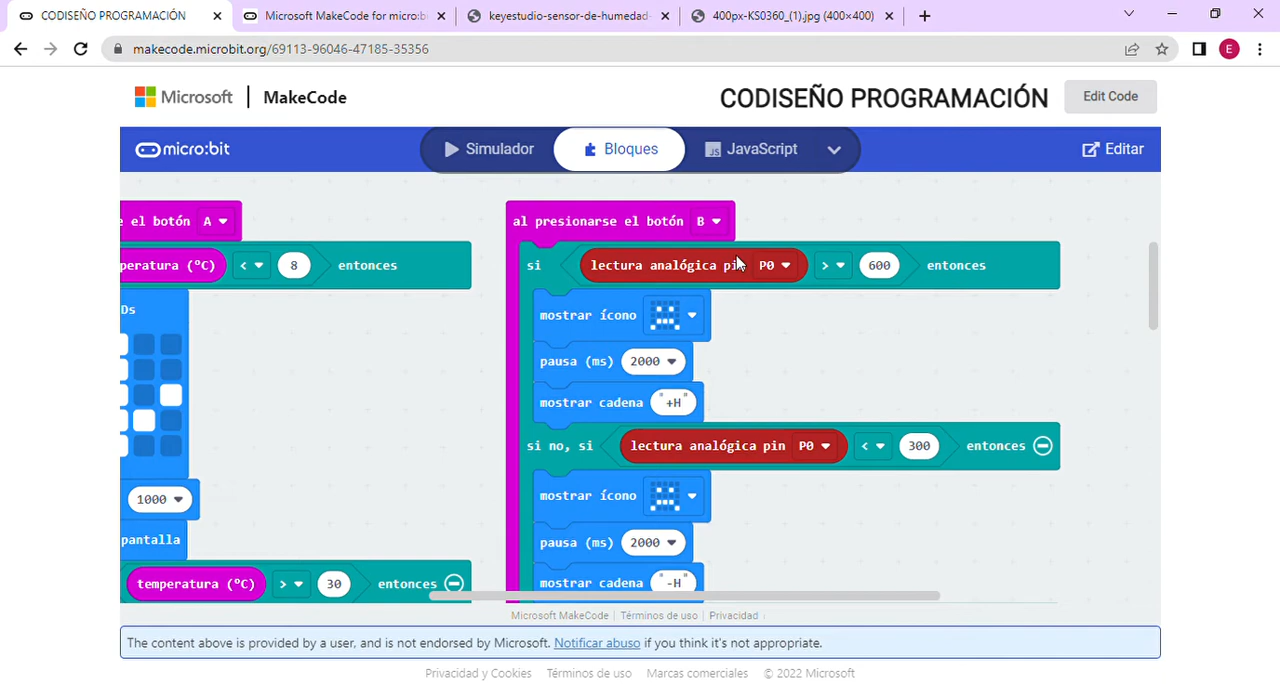 CODISEÑO PROGRAMACIÓN
Microsoft MakeCode for micro:b
keyestudio-sensor-de-humedad-
400px-KS0360_(1).jpg (400×400)
makecode.microbit.org/69113-96046-47185-35356
E
Microsoft | MakeCode
CODISEÑO PROGRAMACIÓN
Edit Code
micro:bit
Simulador
Bloques
JS JavaScript
Editar
e el botón A
peratura (ºC) < 8 entonces
Ds
1000
pantalla
temperatura (ºC) > 30 entonces
al presionarse el botón B
si lectura analógica pin P0 > 600 entonces
mostrar ícono
pausa (ms) 2000
mostrar cadena "+H"
si no, si lectura analógica pin P0 < 300 entonces
mostrar ícono
pausa (ms) 2000
mostrar cadena "-H"
Microsoft MakeCode | Términos de uso | Privacidad
The content above is provided by a user, and is not endorsed by Microsoft. Notificar abuso if you think it's not appropriate.
Privacidad y Cookies Términos de uso Marcas comerciales © 2022 Microsoft